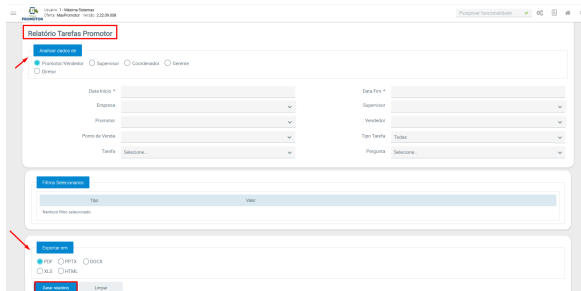 Usuário: 1 - Máxima Sistemas
Oferta: MaxPromotor - Versão: 2.22.09.008
PROMOTOR
Pesquisar funcionalidade
Relatório Tarefas Promotor
Analisar dados de
Promotor/Vendedor Supervisor Coordenador Gerente
Diretor
Data Início * Data Fim *
Empresa Supervisor
Promotor Vendedor
Ponto de Venda Tipo Tarefa Todas
Tarefa Selecione... Pergunta Selecione...
Filtros Selecionados
Tipo Valor
Nenhum filtro selecionado
Exportar em
PDF PPTX DOCX
XLS HTML
Gerar relatório Limpar